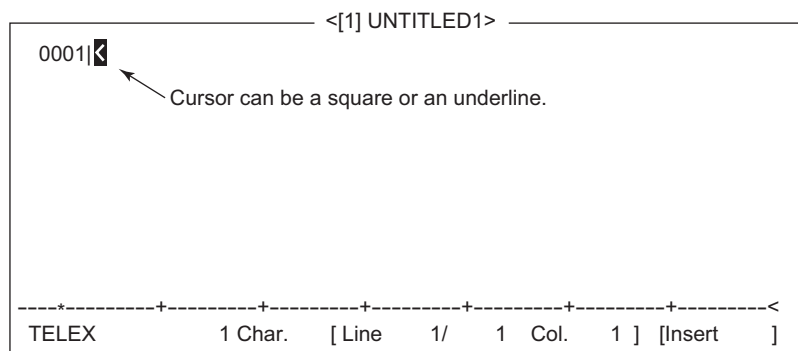 <[1] UNTITLED1>
0001|<
Cursor can be a square or an underline.
----*---------+---------+---------+---------+---------+---------+---------<
TELEX 1 Char. [ Line 1/ 1 Col. 1 ] [Insert ]